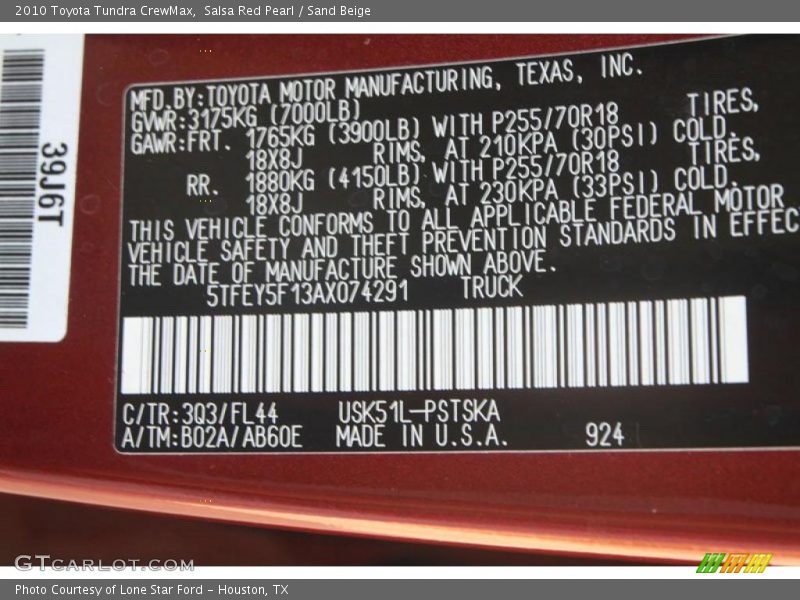 2010 Toyota Tundra CrewMax, Salsa Red Pearl / Sand Beige
39J6T
MFD.BY:TOYOTA MOTOR MANUFACTURING, TEXAS, INC.
GVWR:3175KG (7000LB)
GAWR:FRT. 1765KG (3900LB) WITH P255/70R18 TIRES,
18X8J RIMS, AT 210KPA (30PSI) COLD.
RR. 1880KG (4150LB) WITH P255/70R18 TIRES,
18X8J RIMS, AT 230KPA (33PSI) COLD.
THIS VEHICLE CONFORMS TO ALL APPLICABLE FEDERAL MOTOR
VEHICLE SAFETY AND THEFT PREVENTION STANDARDS IN EFFEC
THE DATE OF MANUFACTURE SHOWN ABOVE.
5TFEY5F13AX074291 TRUCK
C/TR:3Q3/FL44 USK51L-PSTSKA
A/TM:B02A/AB60E MADE IN U.S.A. 924
GTCARLOT.COM
Photo Courtesy of Lone Star Ford - Houston, TX